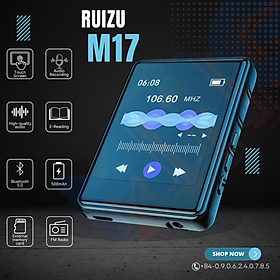 RUIZU
M17
Touch
Screen
Audio
Recording
High-quality
audio
E-Reading
Bluetooth
5.0
500mAh
External
memory
card
FM Radio
06:08
106.60 MHZ
SHOP NOW
+84-0.9.0.6.2.4.0.7.8.5